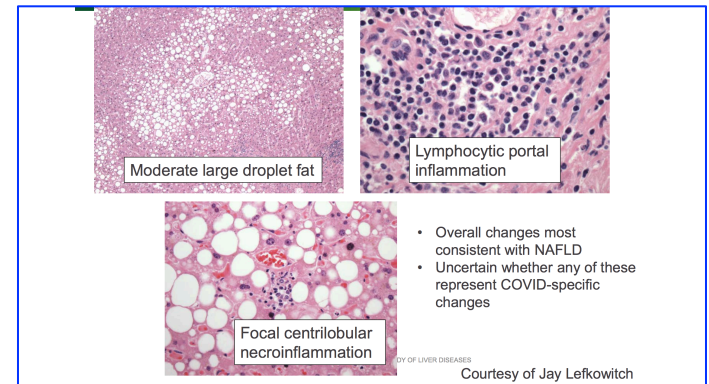 Moderate large droplet fat
Lymphocytic portal
inflammation
Focal centrilobular
necroinflammation
• Overall changes most
consistent with NAFLD
• Uncertain whether any of these
represent COVID-specific
changes
DY OF LIVER DISEASES
Courtesy of Jay Lefkowitch